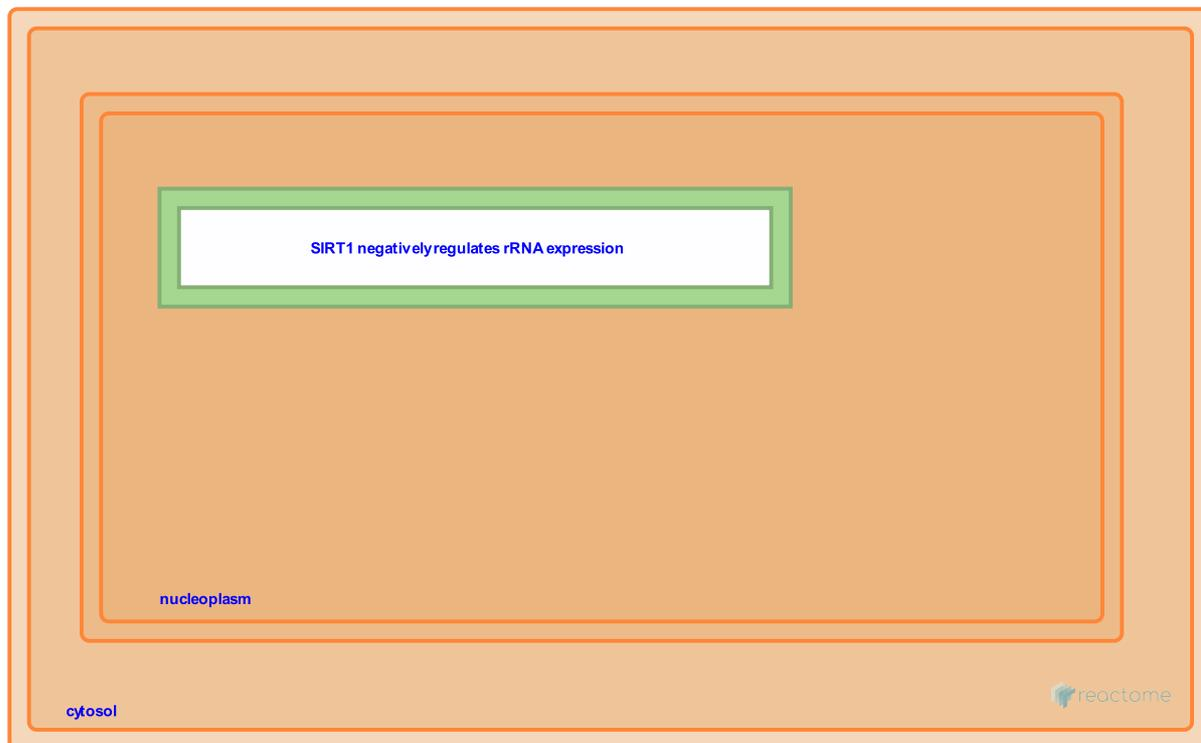 SIRT1 negatively regulates rRNA expression
nucleoplasm
reactome
cytosol